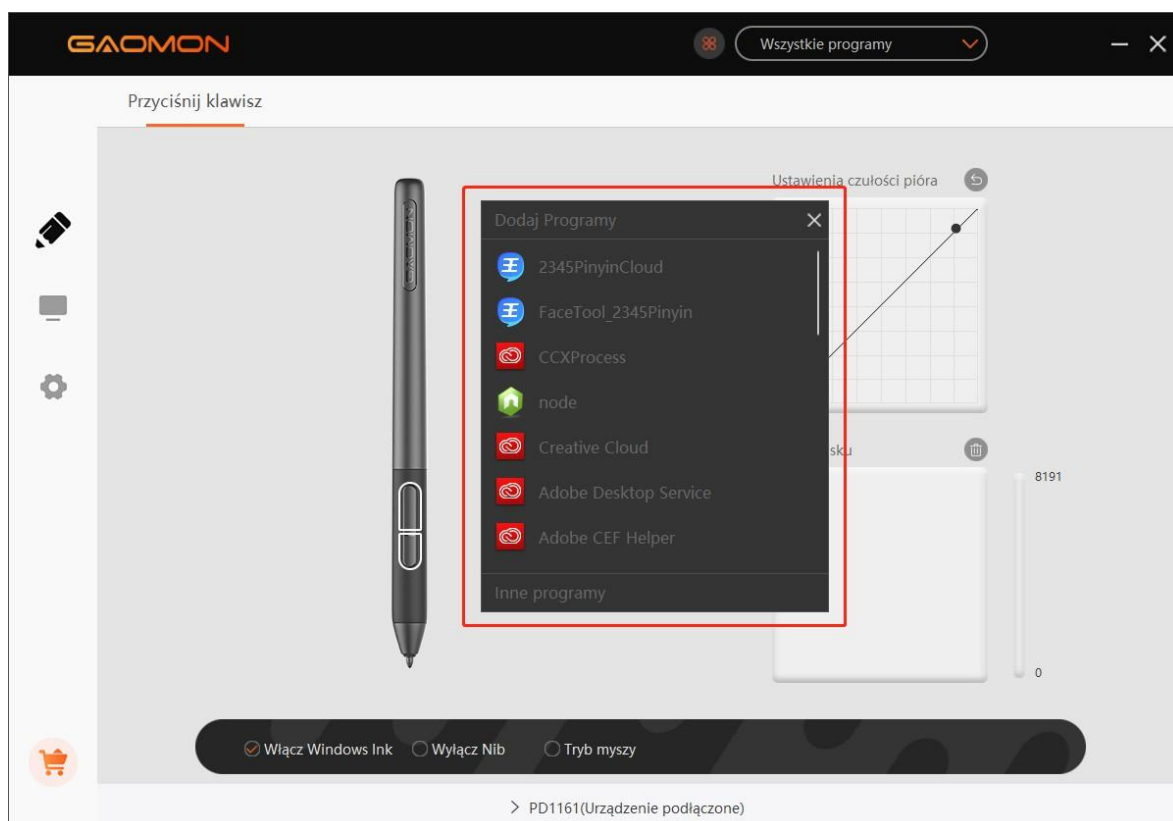 GAOMON
Wszystkie programy
Przyciśnij klawisz
GAOMON
Ustawienia czułości pióra
Dodaj Programy
2345PinyinCloud
FaceTool_2345Pinyin
CCXProcess
node
Creative Cloud
Adobe Desktop Service
Adobe CEF Helper
Inne programy
8191
0
Włącz Windows Ink
Wyłącz Nib
Tryb myszy
PD1161(Urządzenie podłączone)